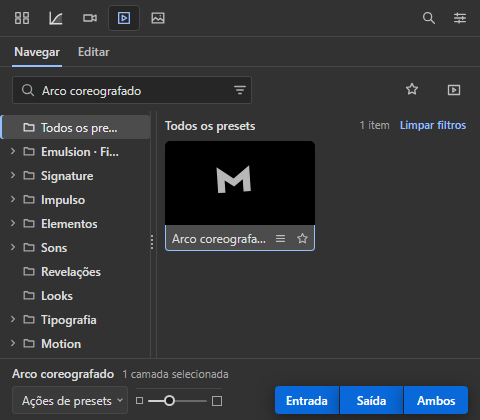 Navegar Editar
Arco coreografado
Todos os pre...
Emulsion · Fi...
Signature
Impulso
Elementos
Sons
Revelações
Looks
Tipografia
Motion
Todos os presets 1 item Limpar filtros
Arco coreografa...
Arco coreografado 1 camada selecionada
Ações de presets
Entrada Saída Ambos